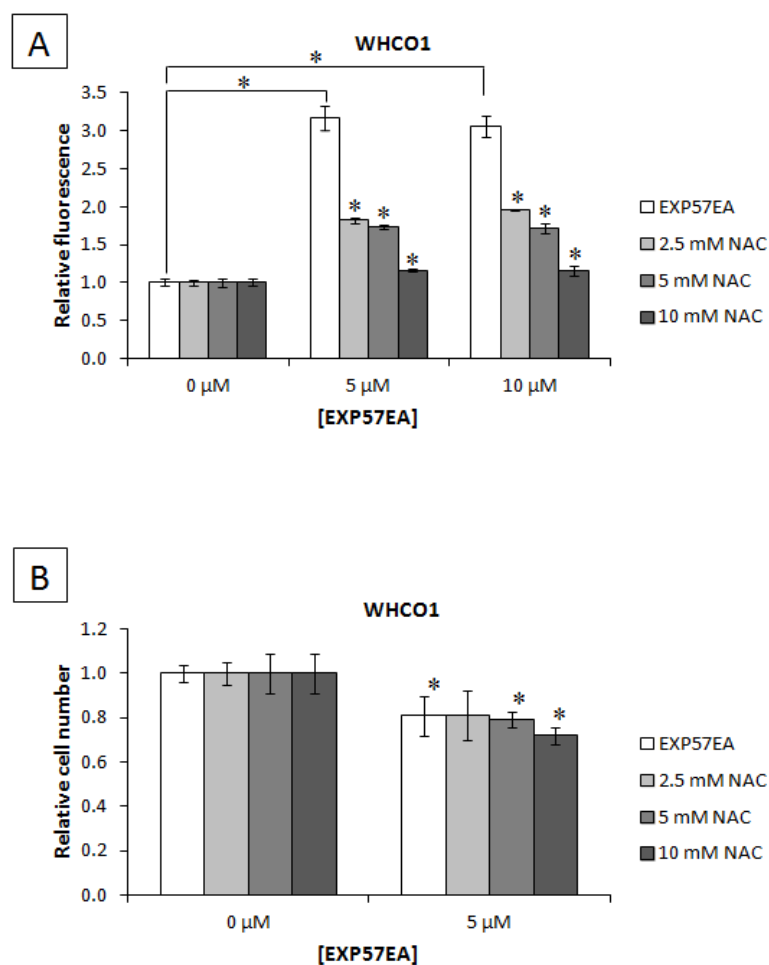 A
WHCO1
*
*
Relative fluorescence
3.5
3.0
2.5
2.0
1.5
1.0
0.5
0.0
* * *
* * *
0 μM 5 μM 10 μM
[EXP57EA]
EXP57EA
2.5 mM NAC
5 mM NAC
10 mM NAC
B
WHCO1
Relative cell number
1.2
1.0
0.8
0.6
0.4
0.2
0.0
* * *
0 μM 5 μM
[EXP57EA]
EXP57EA
2.5 mM NAC
5 mM NAC
10 mM NAC